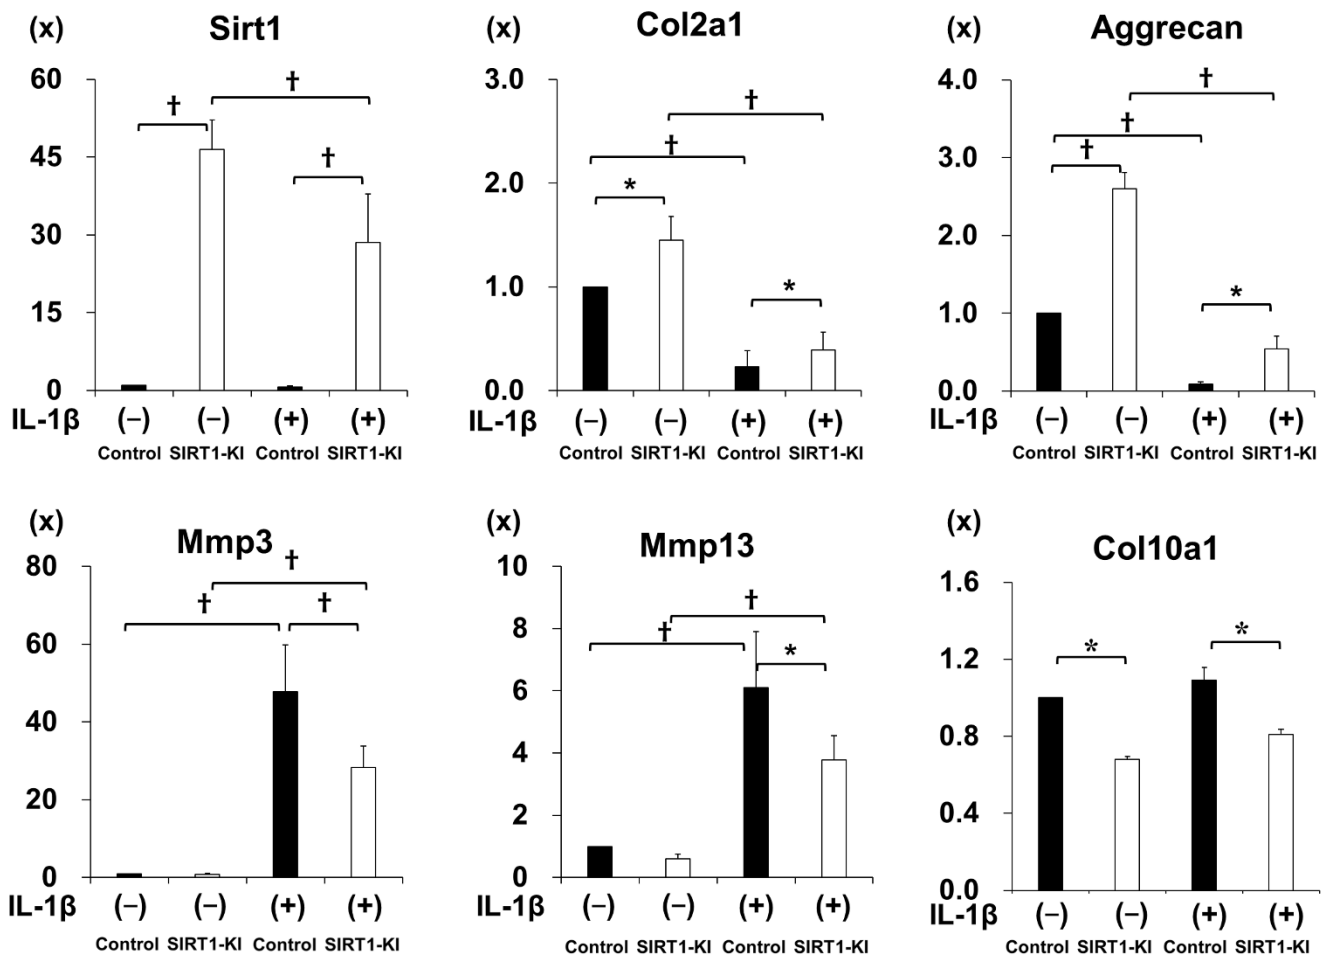 (x) Sirt1
60
45
30
15
0
† † †
IL-1β (−) (−) (+) (+)
Control SIRT1-KI Control SIRT1-KI
(x) Col2a1
3.0
2.0
1.0
0.0
† † * *
(−) (−) (+) (+)
Control SIRT1-KI Control SIRT1-KI
(x) Aggrecan
4.0
3.0
2.0
1.0
0.0
† † † *
IL-1β (−) (−) (+) (+)
Control SIRT1-KI Control SIRT1-KI
(x) Mmp3
80
60
40
20
0
† † †
IL-1β (−) (−) (+) (+)
Control SIRT1-KI Control SIRT1-KI
(x) Mmp13
10
8
6
4
2
0
† † *
IL-1β (−) (−) (+) (+)
Control SIRT1-KI Control SIRT1-KI
(x) Col10a1
1.6
1.2
0.8
0.4
0.0
* *
IL-1β (−) (−) (+) (+)
Control SIRT1-KI Control SIRT1-KI